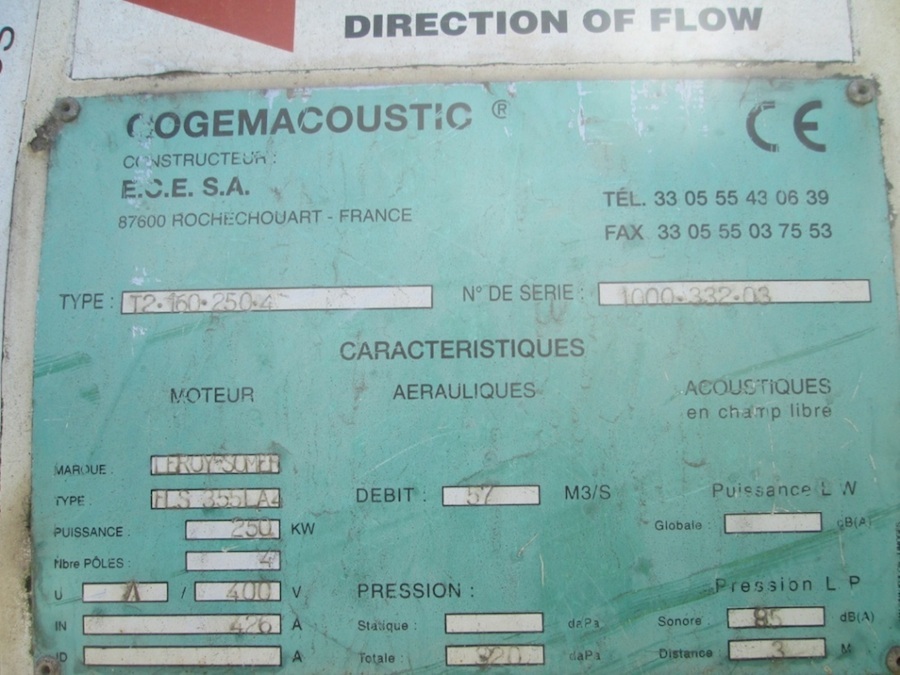 DIRECTION OF FLOW
COGEMACOUSTIC ®
CE
CONSTRUCTEUR :
E.C.E. S.A.
87600 ROCHECHOUART - FRANCE
TÉL. 33 05 55 43 06 39
FAX 33 05 55 03 75 53
TYPE : T2·160·250·4
N° DE SERIE : 1000·332·03
CARACTERISTIQUES
MOTEUR
MARQUE : LEROY-SOMER
TYPE : FLS 355LA4
PUISSANCE : 250 KW
Nbre PÔLES : 4
U / 400 V
IN 426 A
ID A
AERAULIQUES
DEBIT : 57 M3/S
PRESSION :
Statique : daPa
Totale : 320 daPa
ACOUSTIQUES
en champ libre
Puissance L W
Globale : dB(A)
Pression L P
Sonore : 85 dB(A)
Distance : 3 M